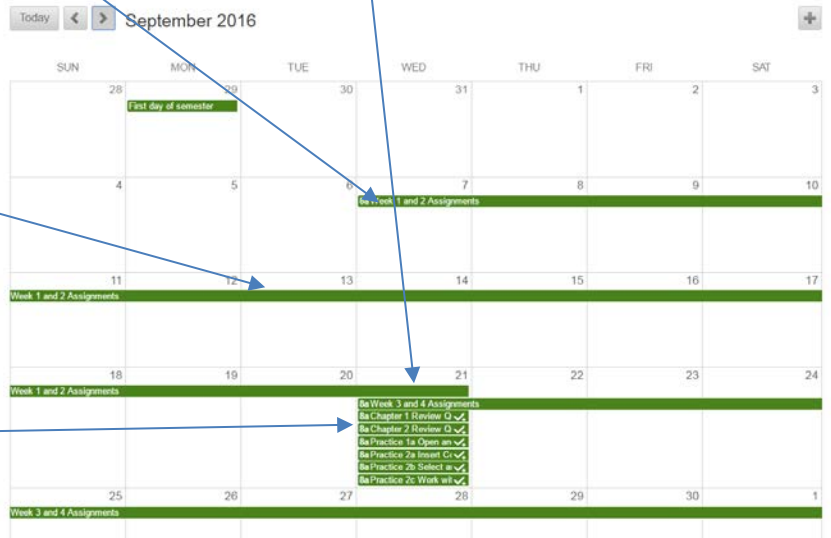 Today < > September 2016 +
SUN MON TUE WED THU FRI SAT
28 29 30 31 1 2 3
First day of semester
4 5 6 7 8 9 10
Week 1 and 2 Assignments
11 12 13 14 15 16 17
Week 1 and 2 Assignments
18 19 20 21 22 23 24
Week 1 and 2 Assignments
8a Week 3 and 4 Assignments
8a Chapter 1 Review Q
8a Chapter 2 Review Q
8a Practice 1a Open an
8a Practice 2a Insert Co
8a Practice 2b Select a
8a Practice 2c Work wit
25 26 27 28 29 30 1
Week 3 and 4 Assignments